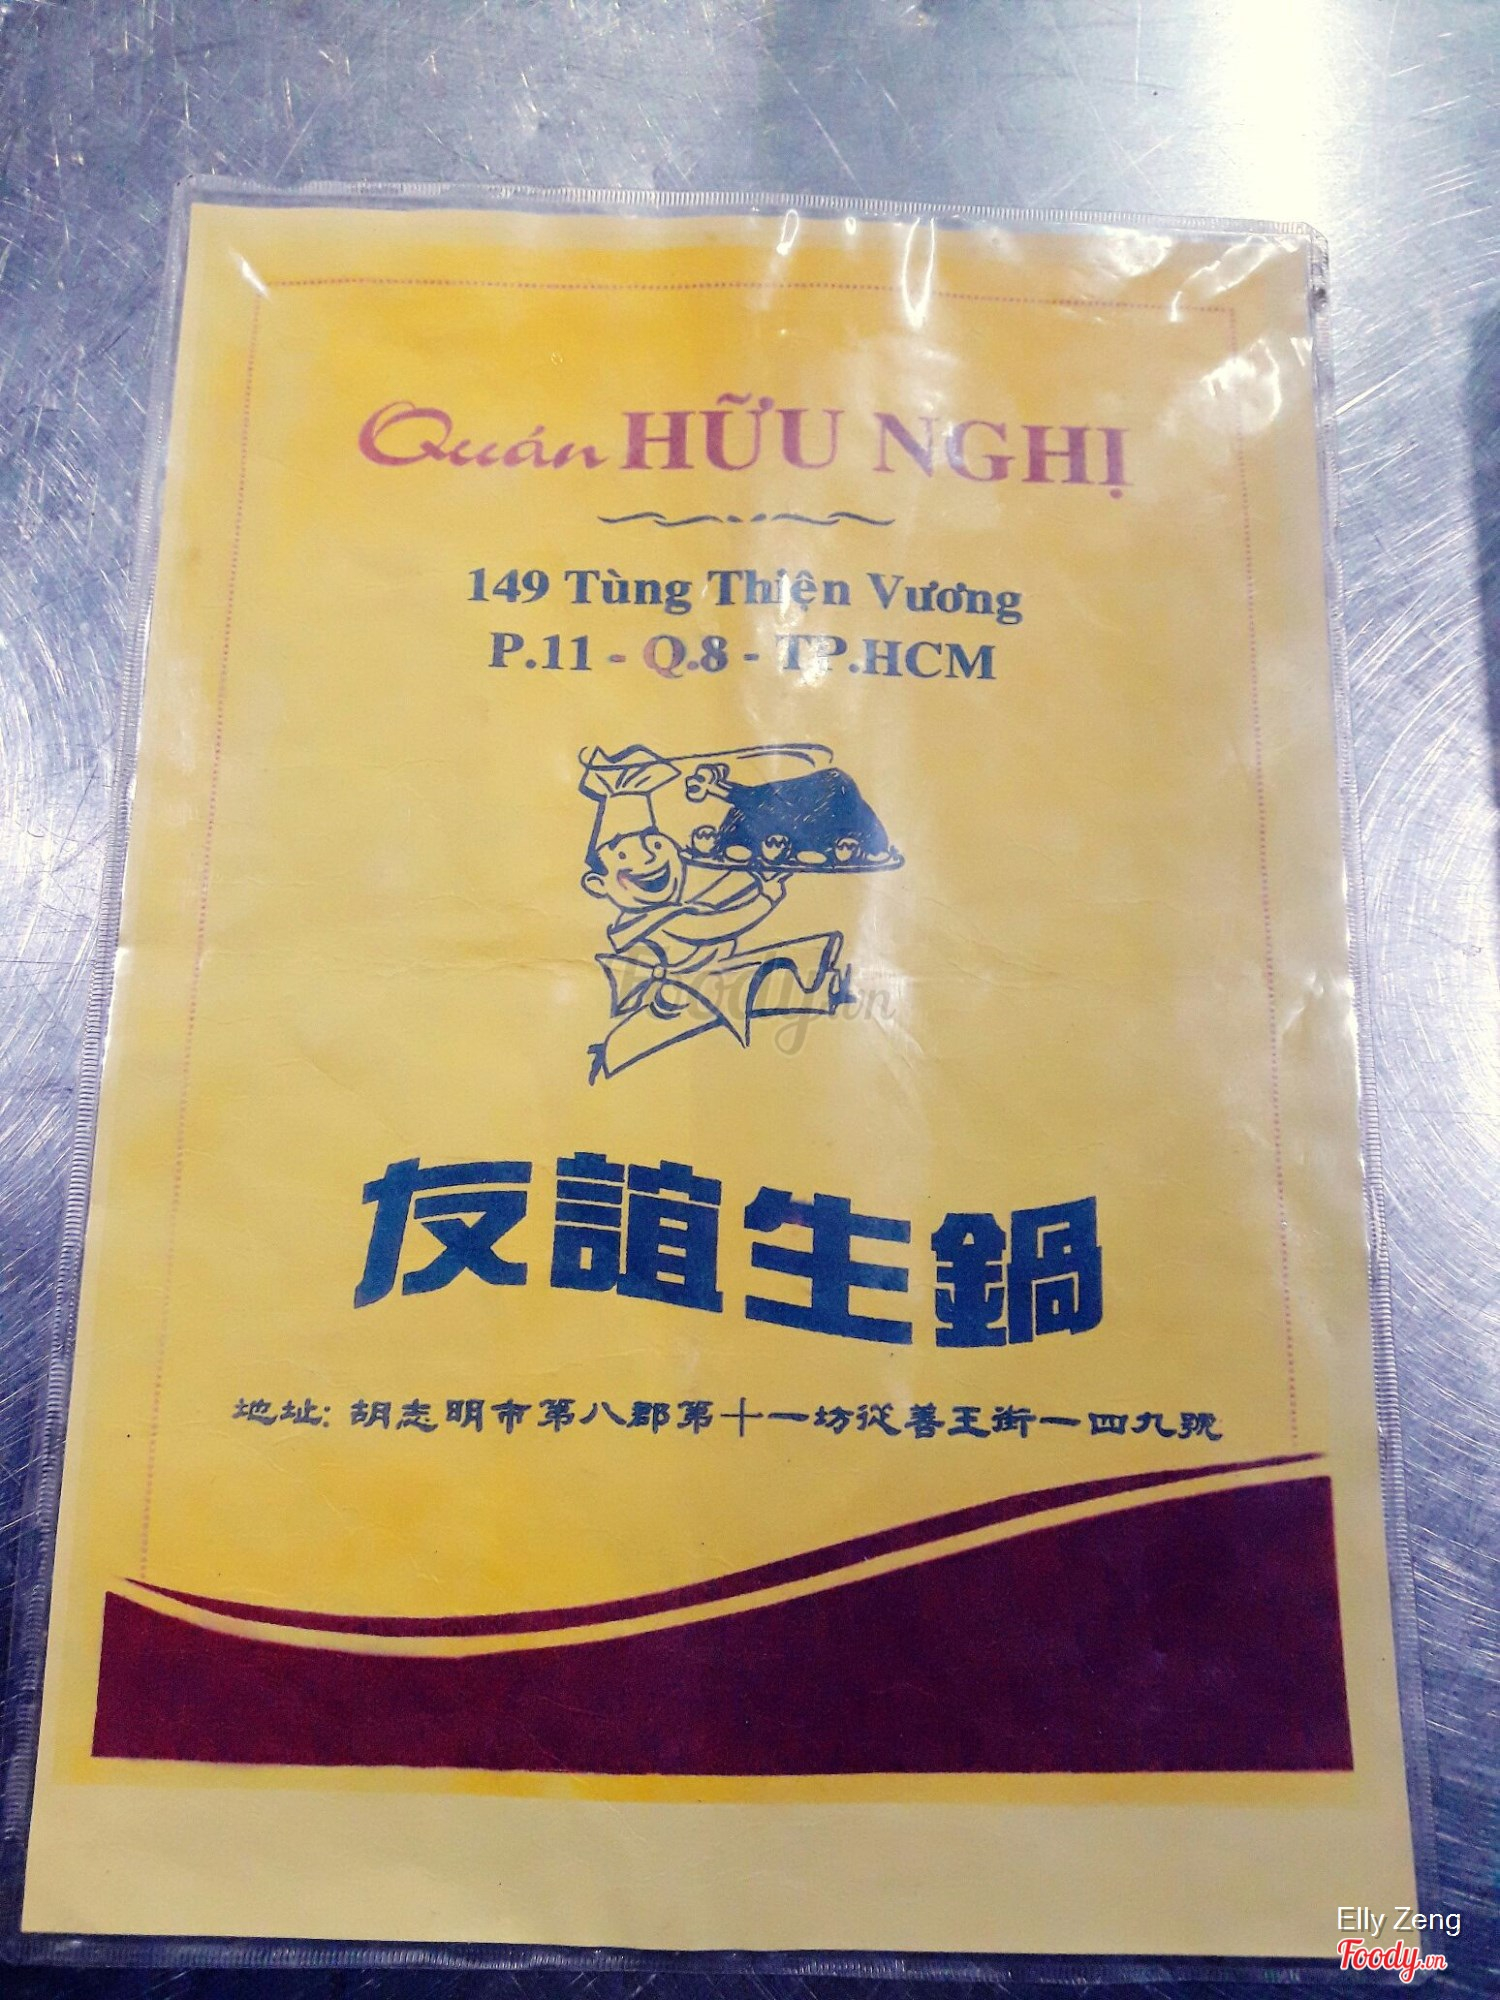 Quán HỮU NGHỊ
149 Tùng Thiện Vương
P.11 - Q.8 - TP.HCM
Foody.vn
友誼生鍋
地址: 胡志明市第八郡第十一坊從善王街一四九號
Elly Zeng
Foody.vn